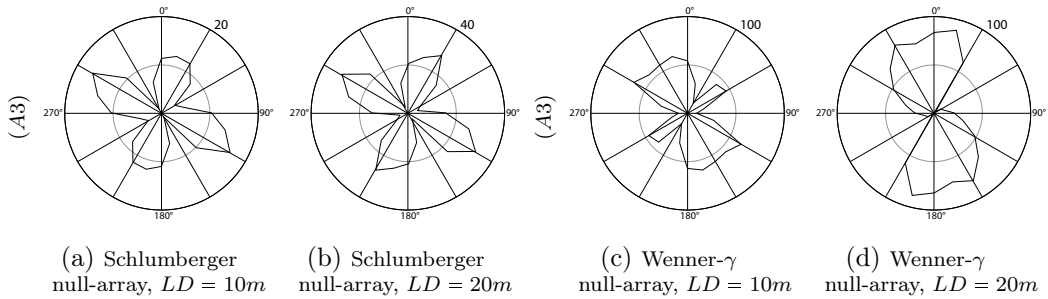 0°
20
270°
90°
180°
0°
40
270°
90°
180°
0°
100
270°
90°
180°
0°
100
270°
90°
180°
(A3)
(A3)
(a) Schlumberger
null-array, LD = 10m
(b) Schlumberger
null-array, LD = 20m
(c) Wenner-γ
null-array, LD = 10m
(d) Wenner-γ
null-array, LD = 20m